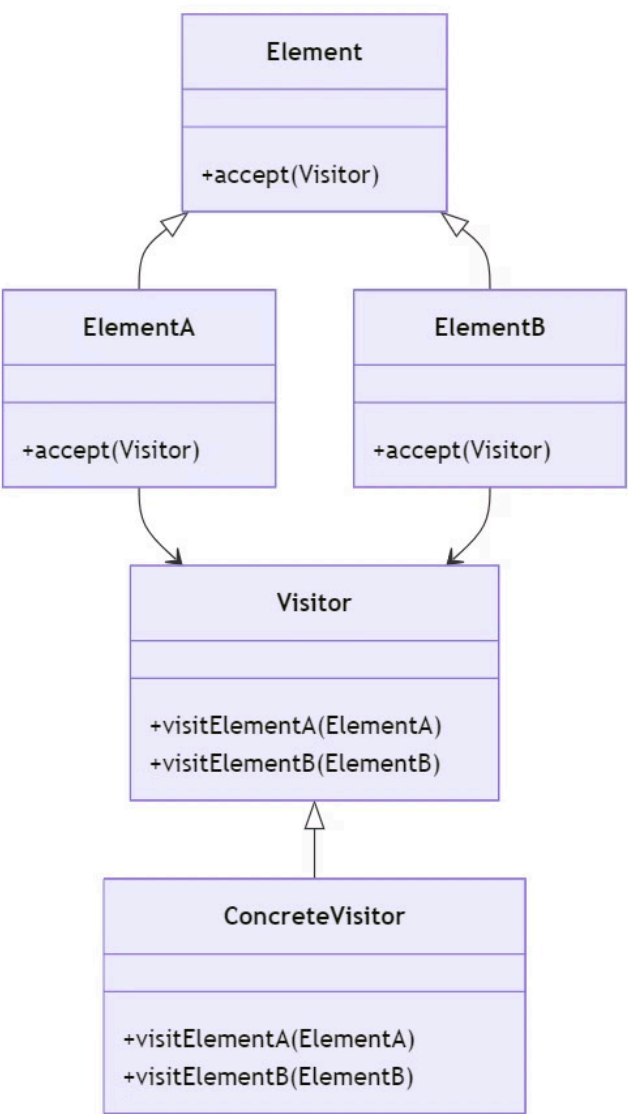 Element
+accept(Visitor)
ElementA
+accept(Visitor)
ElementB
+accept(Visitor)
Visitor
+visitElementA(ElementA)
+visitElementB(ElementB)
ConcreteVisitor
+visitElementA(ElementA)
+visitElementB(ElementB)